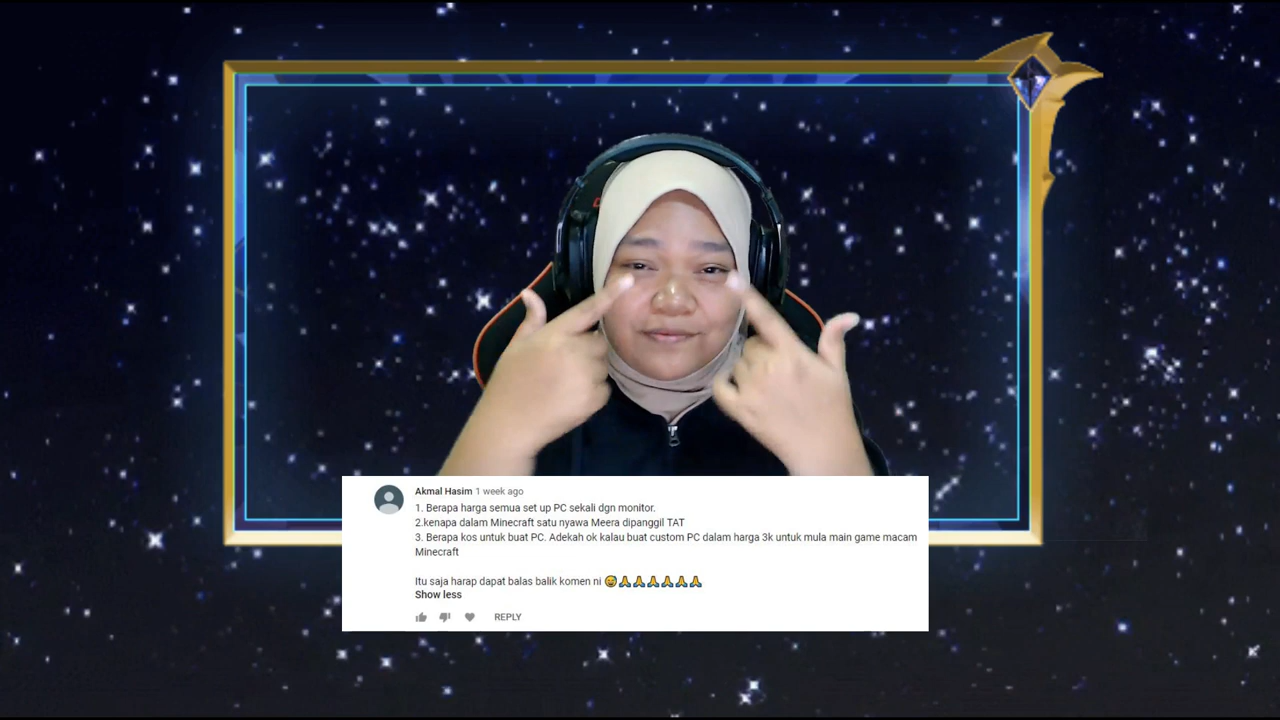 Akmal Hasim 1 week ago
1. Berapa harga semua set up PC sekali dgn monitor.
2.kenapa dalam Minecraft satu nyawa Meera dipanggil TAT
3. Berapa kos untuk buat PC. Adekah ok kalau buat custom PC dalam harga 3k untuk mula main game macam
Minecraft
Itu saja harap dapat balas balik komen ni 😅🙏🙏🙏🙏🙏🙏
Show less
REPLY